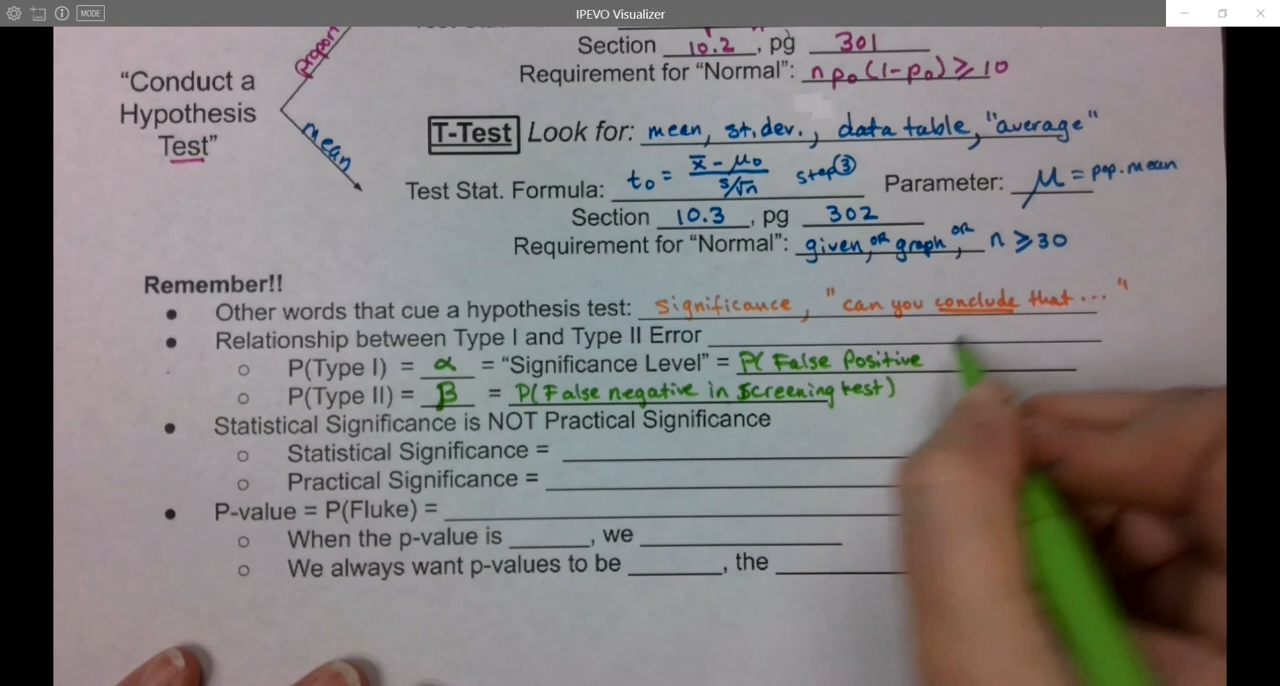 MODE
IPEVO Visualizer
Section 10.2, pg 301
Requirement for "Normal": np₀(1-p₀) ≥ 10
"Conduct a
Hypothesis
Test"
propor
mean
T-Test Look for: mean, st.dev., data table, "average"
Test Stat. Formula: t₀ = x̄ - μ₀ / s/√n step ③ Parameter: μ = pop. mean
Section 10.3, pg 302
Requirement for "Normal": given, or graph, or n ≥ 30
Remember!!
• Other words that cue a hypothesis test: significance, "can you conclude that..."
• Relationship between Type I and Type II Error
○ P(Type I) = α = "Significance Level" = P( False Positive
○ P(Type II) = β = P(False negative in screening test)
• Statistical Significance is NOT Practical Significance
○ Statistical Significance =
○ Practical Significance =
• P-value = P(Fluke) =
○ When the p-value is ______, we ______
○ We always want p-values to be ______, the ______